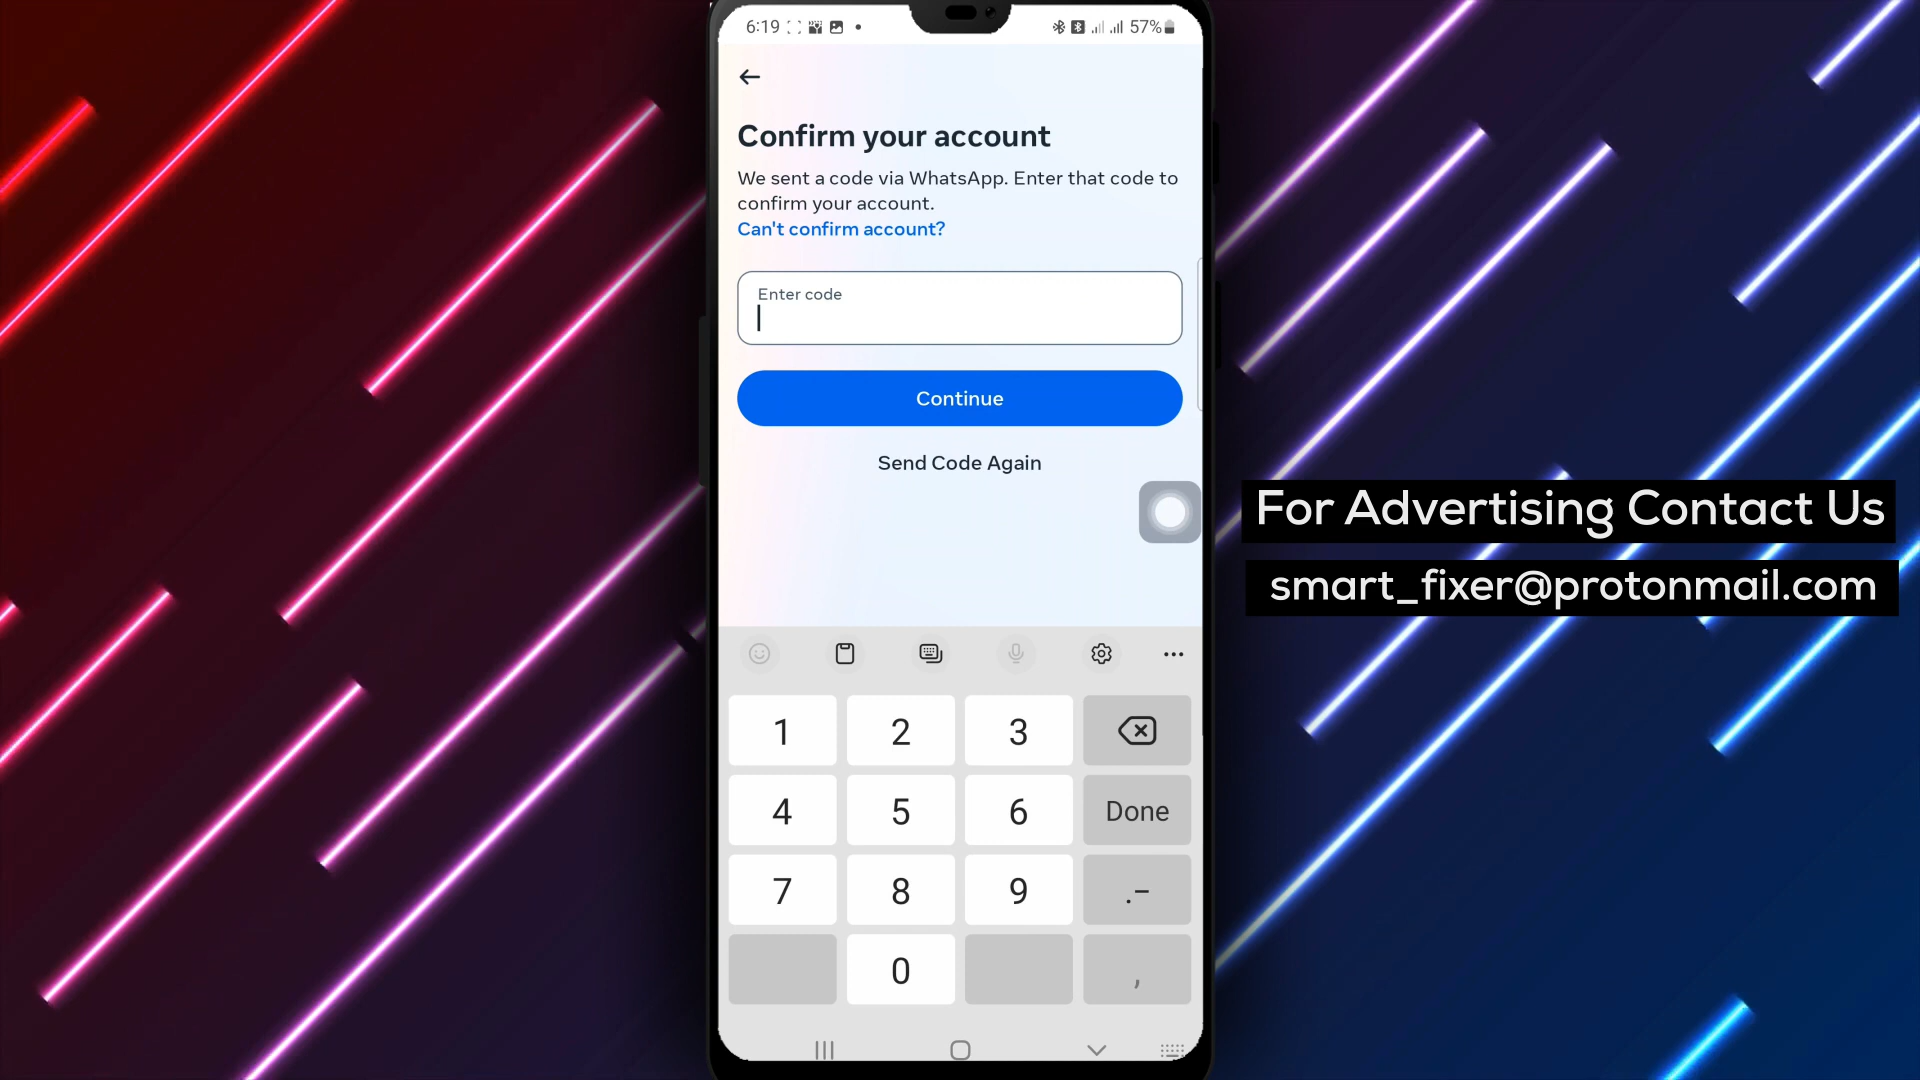 6:19
57%
Confirm your account
We sent a code via WhatsApp. Enter that code to
confirm your account.
Can't confirm account?
Enter code
Continue
Send Code Again
For Advertising Contact Us
smart_fixer@protonmail.com
1 2 3
4 5 6 Done
7 8 9 .-
0 ,